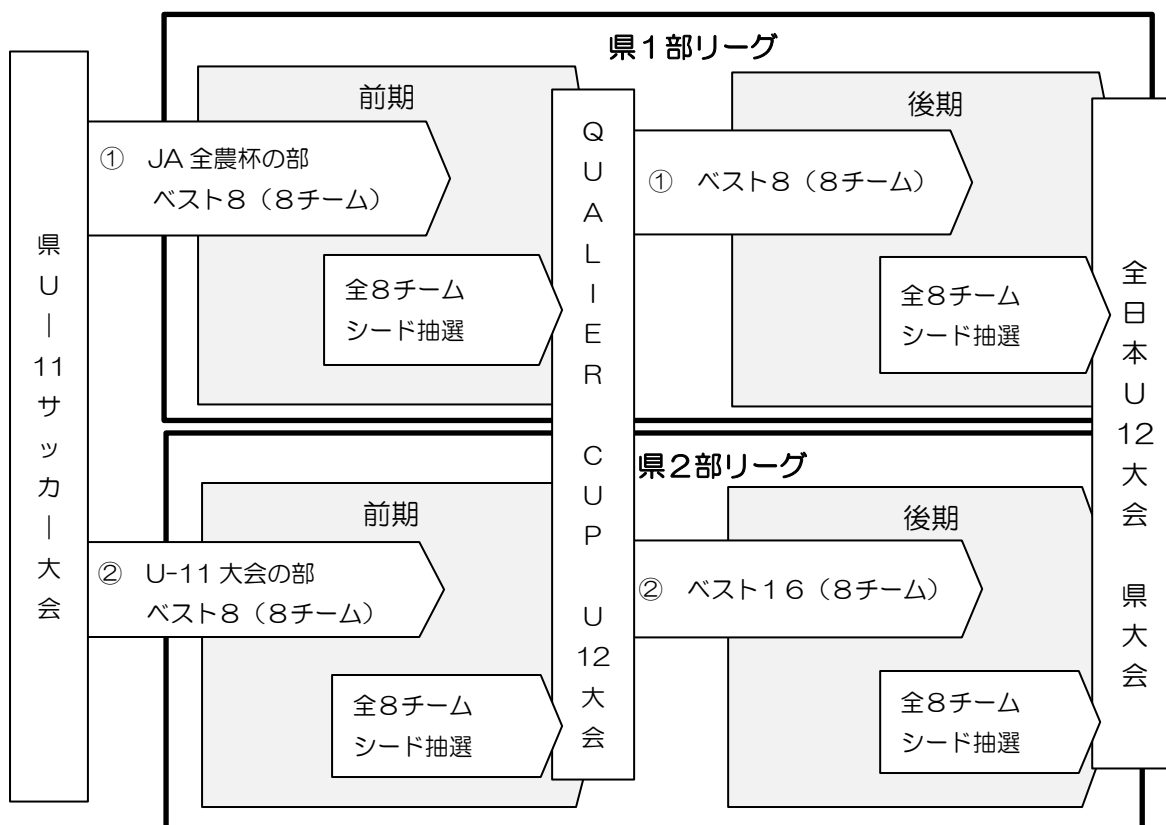 県U―11サッカー大会
県1部リーグ
前期
① JA全農杯の部
ベスト8（8チーム）
全8チーム
シード抽選
QUALIER CUP U12大会
後期
① ベスト8（8チーム）
全8チーム
シード抽選
全日本U12大会 県大会
県2部リーグ
前期
② U-11大会の部
ベスト8（8チーム）
全8チーム
シード抽選
後期
② ベスト16（8チーム）
全8チーム
シード抽選